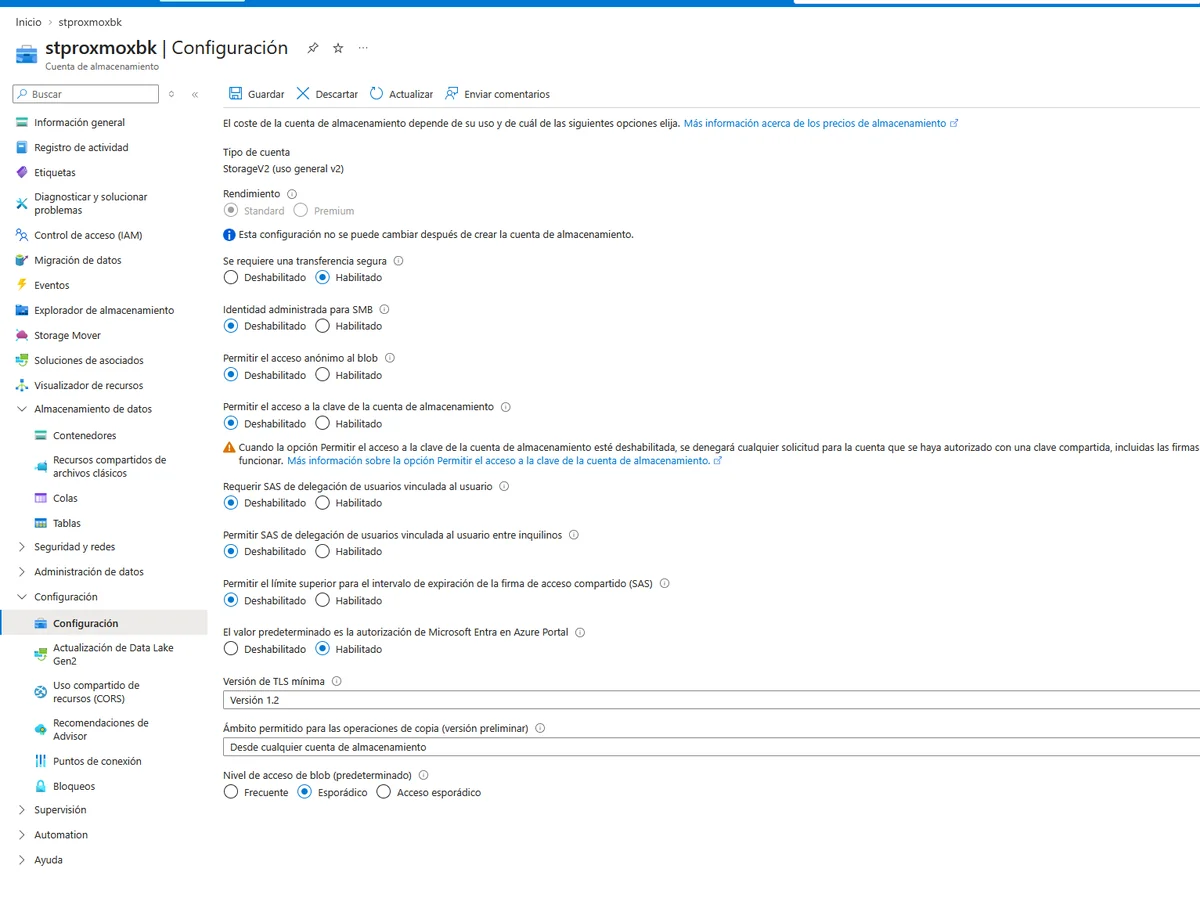 Inicio > stproxmoxbk
stproxmoxbk | Configuración
Cuenta de almacenamiento
Buscar
Guardar
Descartar
Actualizar
Enviar comentarios
Información general
Registro de actividad
Etiquetas
Diagnosticar y solucionar
problemas
Control de acceso (IAM)
Migración de datos
Eventos
Explorador de almacenamiento
Storage Mover
Soluciones de asociados
Visualizador de recursos
Almacenamiento de datos
Contenedores
Recursos compartidos de
archivos clásicos
Colas
Tablas
Seguridad y redes
Administración de datos
Configuración
Configuración
Actualización de Data Lake
Gen2
Uso compartido de
recursos (CORS)
Recomendaciones de
Advisor
Puntos de conexión
Bloqueos
Supervisión
Automation
Ayuda
El coste de la cuenta de almacenamiento depende de su uso y de cuál de las siguientes opciones elija. Más información acerca de los precios de almacenamiento
Tipo de cuenta
StorageV2 (uso general v2)
Rendimiento
Standard Premium
Esta configuración no se puede cambiar después de crear la cuenta de almacenamiento.
Se requiere una transferencia segura
Deshabilitado Habilitado
Identidad administrada para SMB
Deshabilitado Habilitado
Permitir el acceso anónimo al blob
Deshabilitado Habilitado
Permitir el acceso a la clave de la cuenta de almacenamiento
Deshabilitado Habilitado
Cuando la opción Permitir el acceso a la clave de la cuenta de almacenamiento esté deshabilitada, se denegará cualquier solicitud para la cuenta que se haya autorizado con una clave compartida, incluidas las firmas
funcionar. Más información sobre la opción Permitir el acceso a la clave de la cuenta de almacenamiento.
Requerir SAS de delegación de usuarios vinculada al usuario
Deshabilitado Habilitado
Permitir SAS de delegación de usuarios vinculada al usuario entre inquilinos
Deshabilitado Habilitado
Permitir el límite superior para el intervalo de expiración de la firma de acceso compartido (SAS)
Deshabilitado Habilitado
El valor predeterminado es la autorización de Microsoft Entra en Azure Portal
Deshabilitado Habilitado
Versión de TLS mínima
Versión 1.2
Ámbito permitido para las operaciones de copia (versión preliminar)
Desde cualquier cuenta de almacenamiento
Nivel de acceso de blob (predeterminado)
Frecuente Esporádico Acceso esporádico